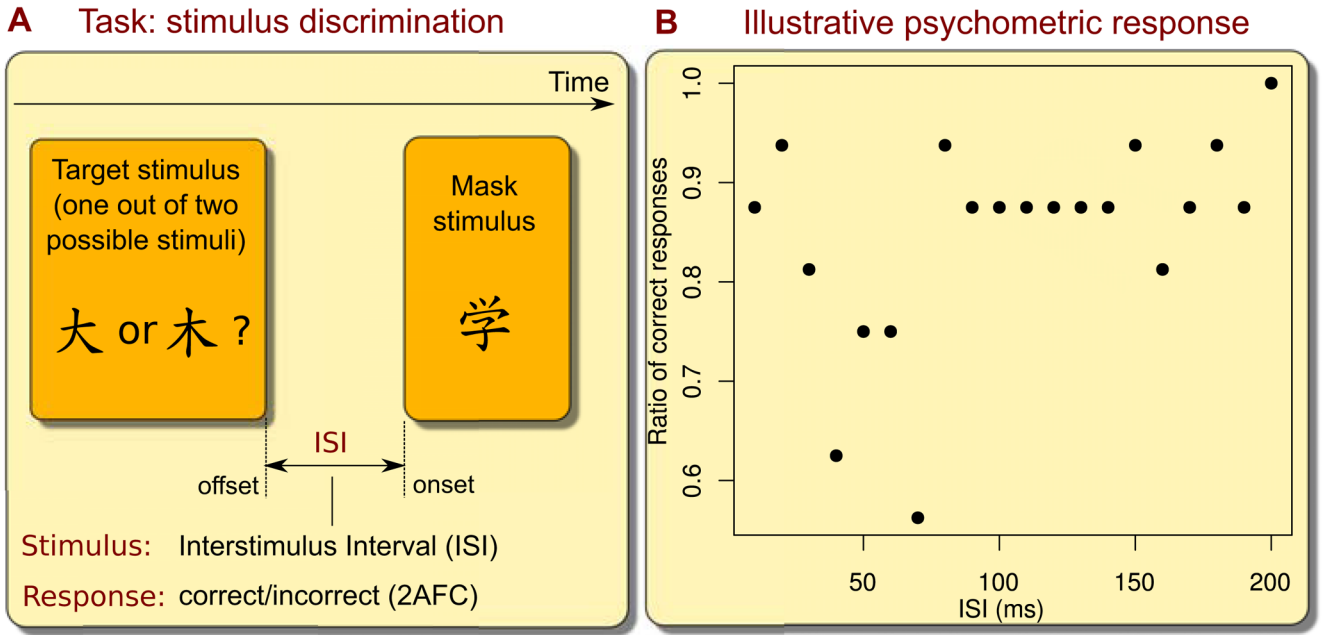 A Task: stimulus discrimination
Time
Target stimulus
(one out of two
possible stimuli)
大 or 木 ?
Mask
stimulus
学
ISI
offset
onset
Stimulus: Interstimulus Interval (ISI)
Response: correct/incorrect (2AFC)
B Illustrative psychometric response
Ratio of correct responses
1.0
0.9
0.8
0.7
0.6
50 100 150 200
ISI (ms)